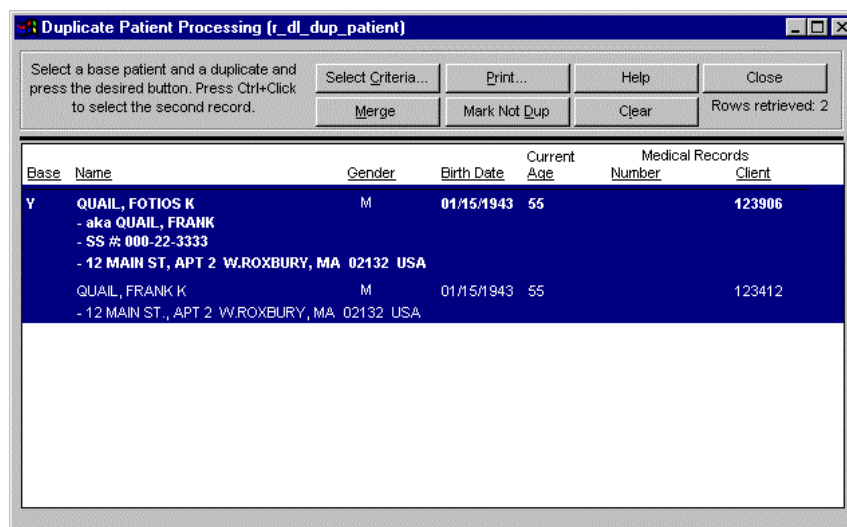 Duplicate Patient Processing (r_dl_dup_patient)
Select a base patient and a duplicate and
press the desired button. Press Ctrl+Click
to select the second record.
Select Criteria... Print... Help Close
Merge Mark Not Dup Clear Rows retrieved: 2
Current Medical Records
Base Name Gender Birth Date Age Number Client
Y QUAIL, FOTIOS K M 01/15/1943 55 123906
- aka QUAIL, FRANK
- SS #: 000-22-3333
- 12 MAIN ST, APT 2 W.ROXBURY, MA 02132 USA
QUAIL, FRANK K M 01/15/1943 55 123412
- 12 MAIN ST., APT 2 W.ROXBURY, MA 02132 USA